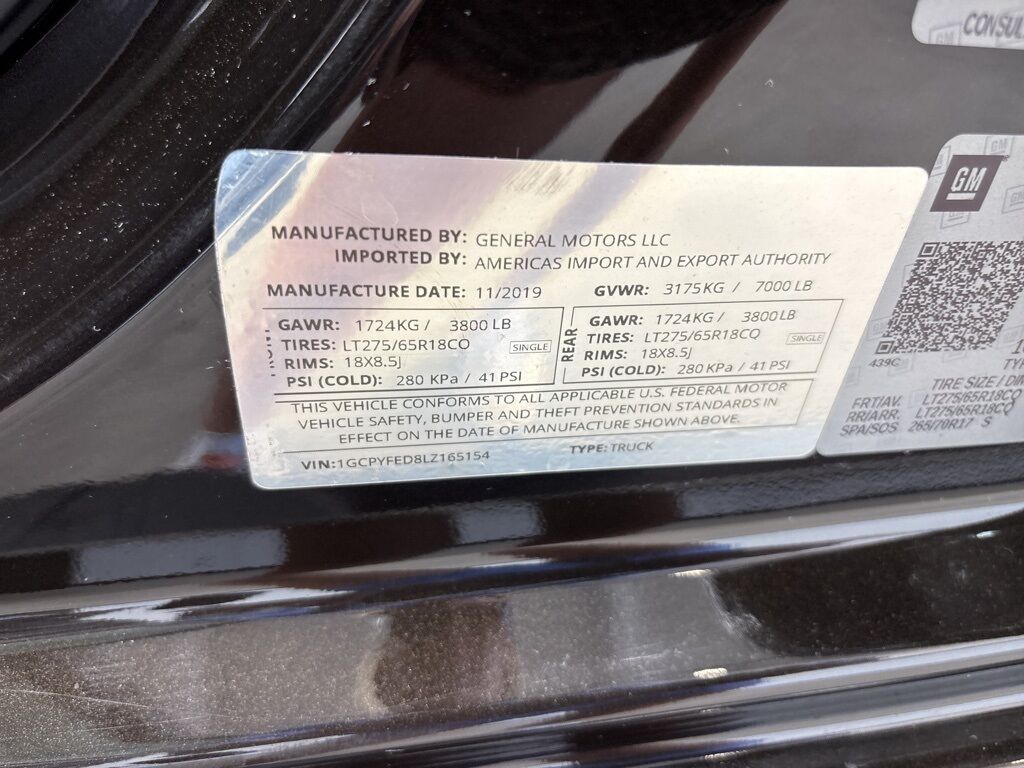 CONSUL
MANUFACTURED BY: GENERAL MOTORS LLC
IMPORTED BY: AMERICAS IMPORT AND EXPORT AUTHORITY
MANUFACTURE DATE: 11/2019 GVWR: 3175KG / 7000 LB
FRONT
GAWR: 1724KG / 3800 LB
TIRES: LT275/65R18CQ SINGLE
RIMS: 18X8.5J
PSI (COLD): 280 KPa / 41 PSI
REAR
GAWR: 1724KG / 3800 LB
TIRES: LT275/65R18CQ SINGLE
RIMS: 18X8.5J
PSI (COLD): 280 KPa / 41 PSI
THIS VEHICLE CONFORMS TO ALL APPLICABLE U.S. FEDERAL MOTOR
VEHICLE SAFETY, BUMPER AND THEFT PREVENTION STANDARDS IN
EFFECT ON THE DATE OF MANUFACTURE SHOWN ABOVE.
VIN:1GCPYFED8LZ165154 TYPE: TRUCK
GM
439C
TY
TIRE SIZE / DI
FRT/AV. LT275/65R18CQ
RR/ARR. LT275/65R18CQ
SPA/SOS 265/70R17 S